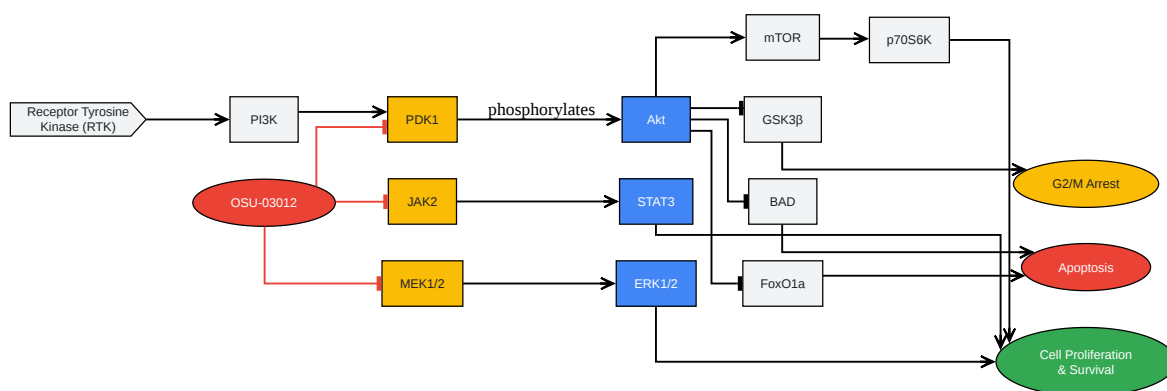 mTOR
p70S6K
Receptor Tyrosine
Kinase (RTK)
PI3K
PDK1
phosphorylates
Akt
GSK3β
G2/M Arrest
OSU-03012
JAK2
STAT3
BAD
Apoptosis
MEK1/2
ERK1/2
FoxO1a
Cell Proliferation
& Survival